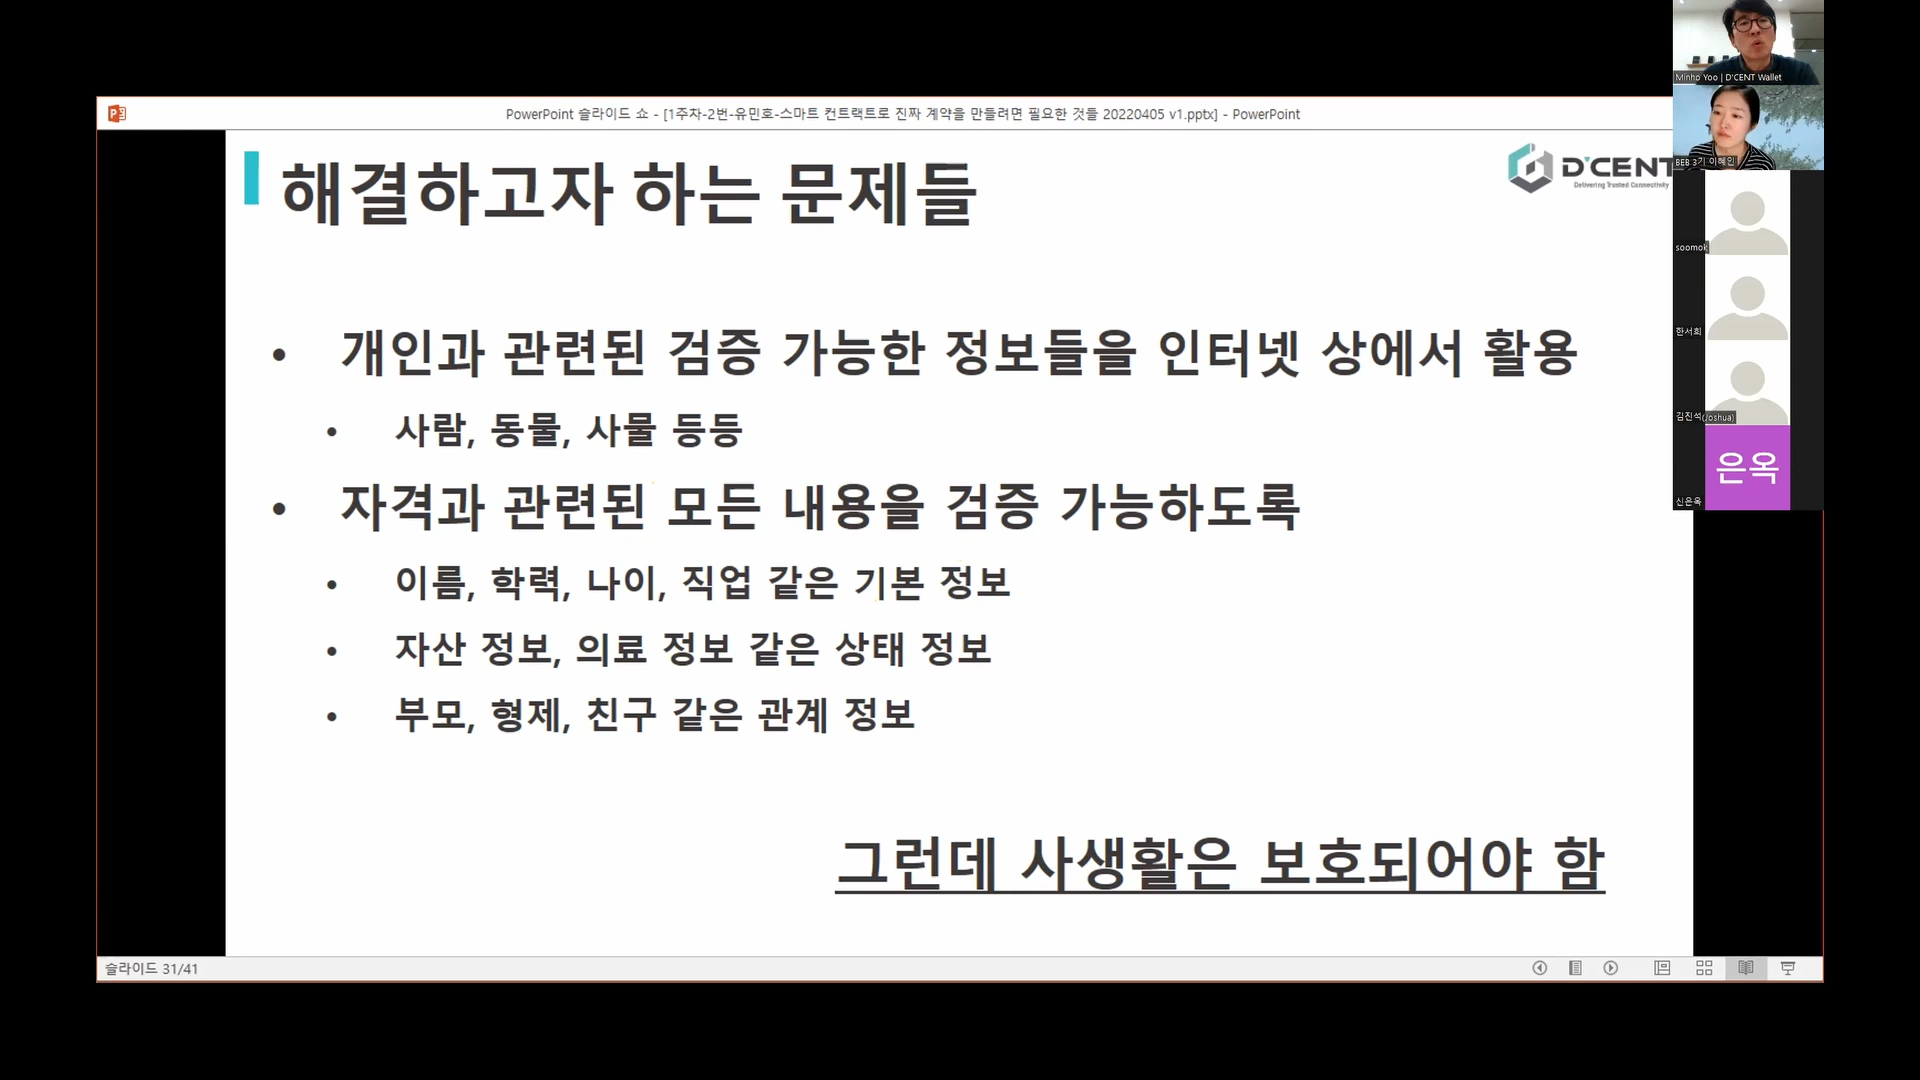 Minho Yoo | D'CENT Wallet
PowerPoint 슬라이드 쇼 - [1주차-2번-유민호-스마트 컨트랙트로 진짜 계약을 만들려면 필요한 것들 20220405 v1.pptx] - PowerPoint
해결하고자 하는 문제들
D'CENT
Delivering Trusted Connectivity
BEB 3기 이혜인
soomok
한서희
김진석(Joshua)
은옥
신은옥
• 개인과 관련된 검증 가능한 정보들을 인터넷 상에서 활용
• 사람, 동물, 사물 등등
• 자격과 관련된 모든 내용을 검증 가능하도록
• 이름, 학력, 나이, 직업 같은 기본 정보
• 자산 정보, 의료 정보 같은 상태 정보
• 부모, 형제, 친구 같은 관계 정보
그런데 사생활은 보호되어야 함
슬라이드 31/41